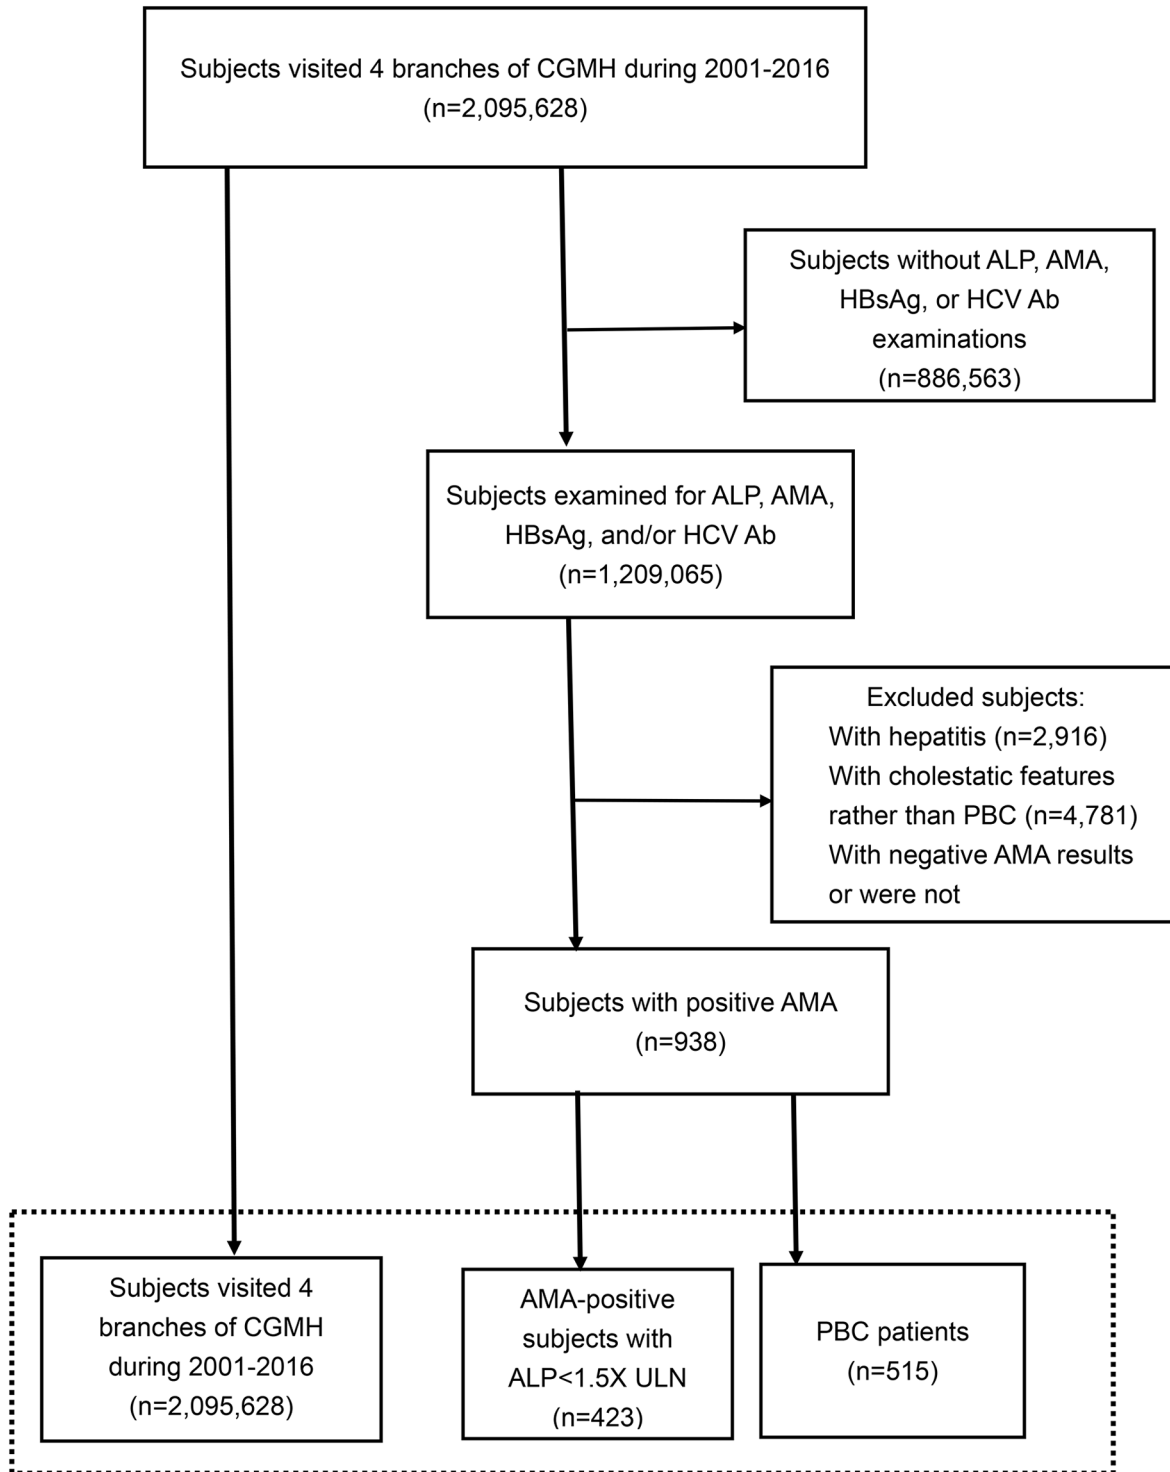 Subjects visited 4 branches of CGMH during 2001-2016
(n=2,095,628)
Subjects without ALP, AMA,
HBsAg, or HCV Ab
examinations
(n=886,563)
Subjects examined for ALP, AMA,
HBsAg, and/or HCV Ab
(n=1,209,065)
Excluded subjects:
With hepatitis (n=2,916)
With cholestatic features
rather than PBC (n=4,781)
With negative AMA results
or were not
Subjects with positive AMA
(n=938)
Subjects visited 4
branches of CGMH
during 2001-2016
(n=2,095,628)
AMA-positive
subjects with
ALP<1.5X ULN
(n=423)
PBC patients
(n=515)